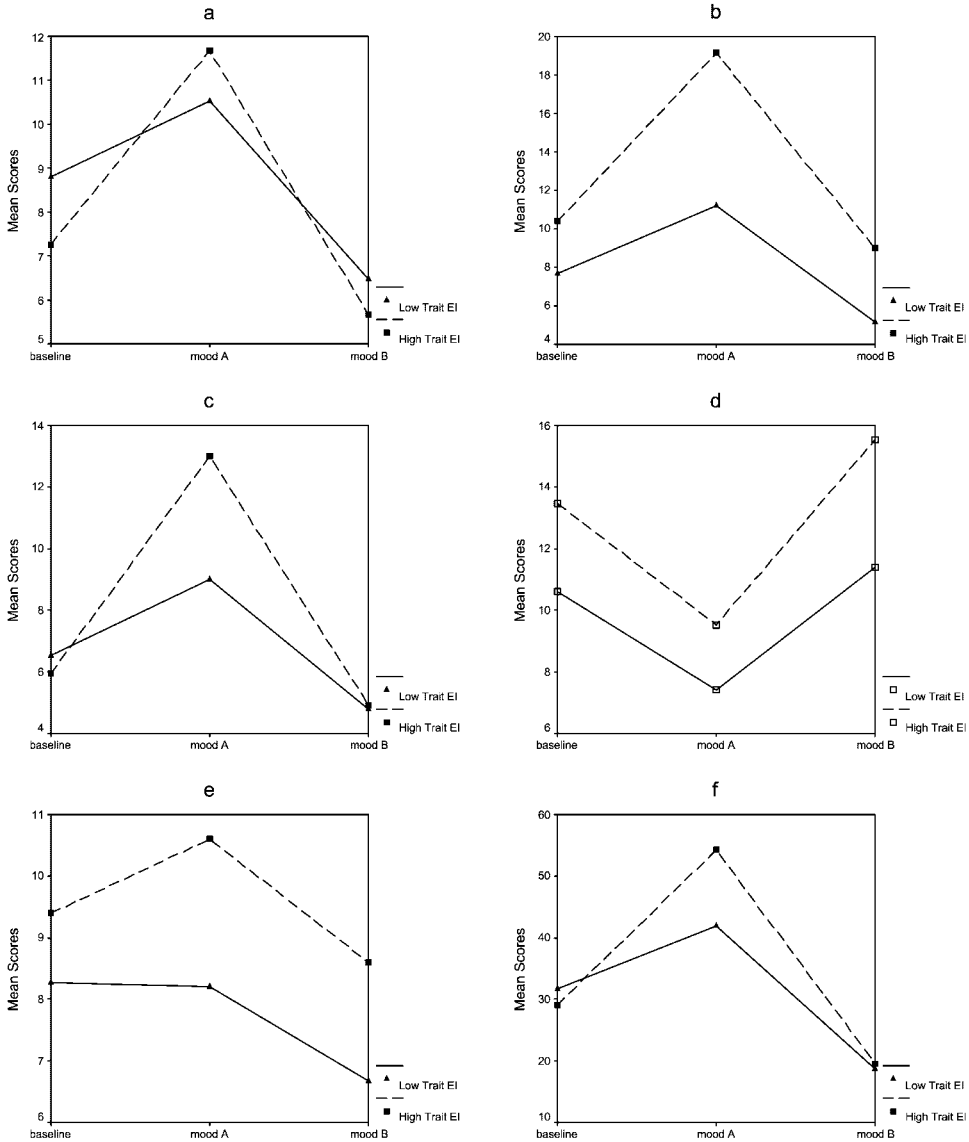 a
12
11
10
9
8
7
6
5
Mean Scores
baseline
mood A
mood B
Low Trait EI
High Trait EI
b
20
18
16
14
12
10
8
6
4
Mean Scores
baseline
mood A
mood B
Low Trait EI
High Trait EI
c
14
12
10
8
6
4
Mean Scores
baseline
mood A
mood B
Low Trait EI
High Trait EI
d
16
14
12
10
8
6
Mean Scores
baseline
mood A
mood B
Low Trait EI
High Trait EI
e
11
10
9
8
7
6
Mean Scores
baseline
mood A
mood B
Low Trait EI
High Trait EI
f
60
50
40
30
20
10
Mean Scores
baseline
mood A
mood B
Low Trait EI
High Trait EI